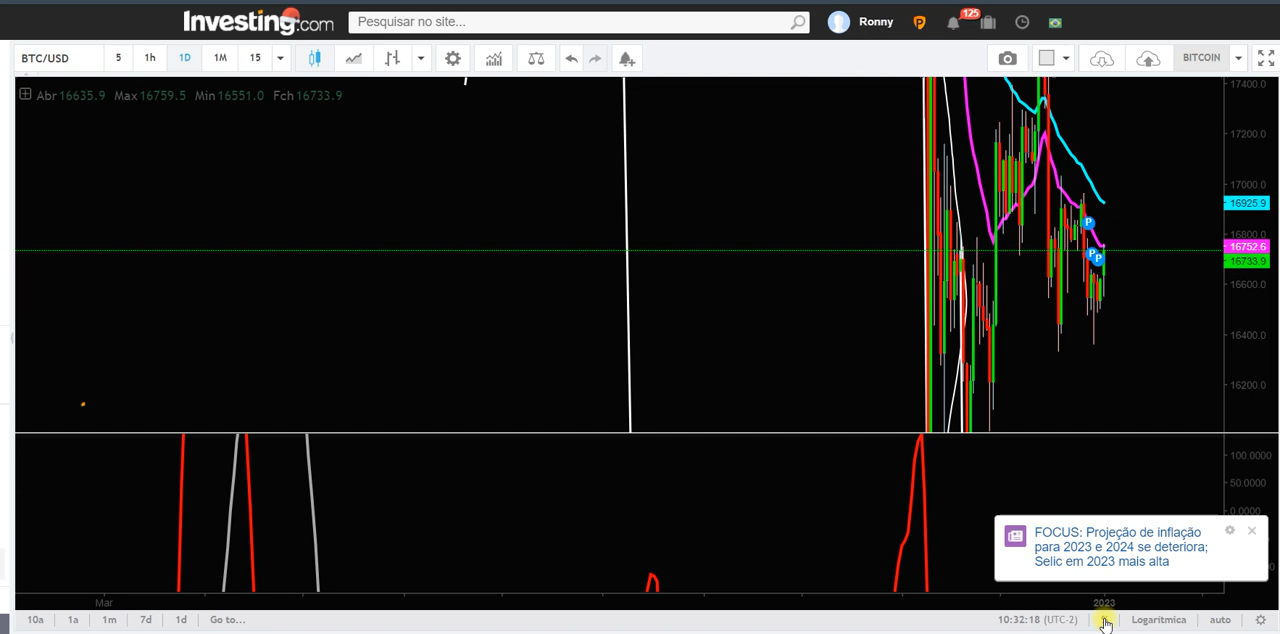 Investing.com
Pesquisar no site...
Ronny
P
125
BTC/USD
5
1h
1D
1M
15
BITCOIN
Abr 16635.9 Max 16759.5 Min 16551.0 Fch 16733.9
17400.0
17200.0
17000.0
16925.9
16800.0
16752.6
16733.9
16600.0
16400.0
16200.0
P
P
P
100.0000
50.0000
0.0000
FOCUS: Projeção de inflação
para 2023 e 2024 se deteriora;
Selic em 2023 mais alta
Mar
2023
10a
1a
1m
7d
1d
Go to...
10:32:18 (UTC-2)
Logarítmica
auto